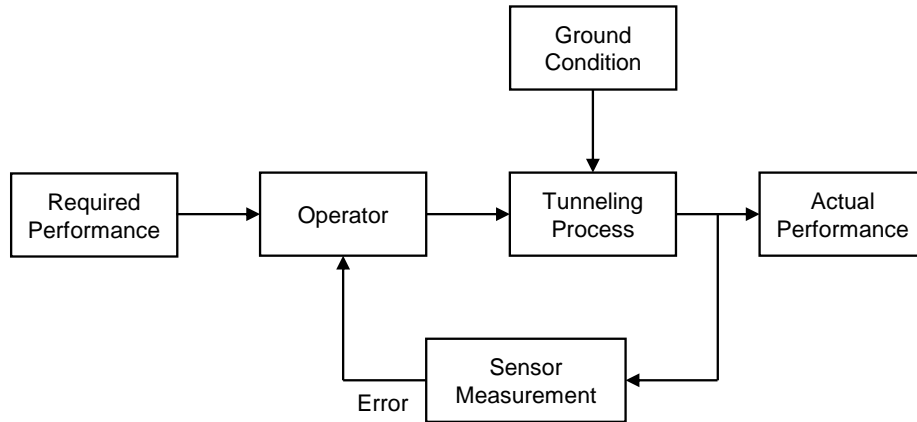 Ground
Condition
Required
Performance
Operator
Tunneling
Process
Actual
Performance
Sensor
Measurement
Error